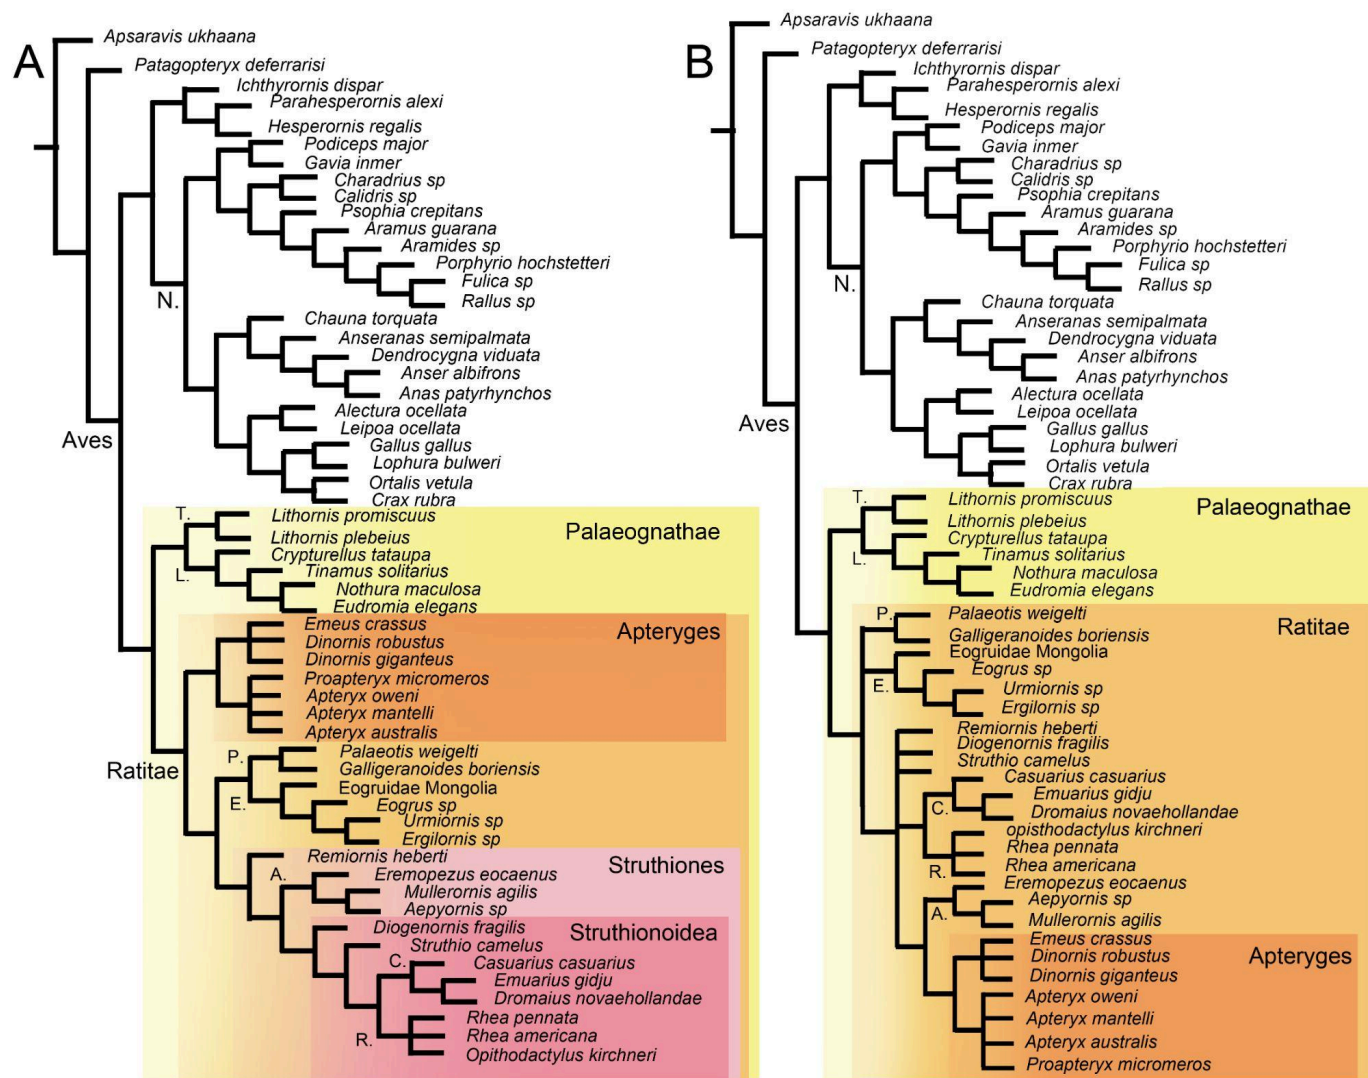 A
Apsaravis ukhaana
Patagopteryx deferrarisi
Ichthyrornis dispar
Parahesperornis alexi
Hesperornis regalis
Podiceps major
Gavia inmer
Charadrius sp
Calidris sp
Psophia crepitans
Aramus guarana
Aramides sp
Porphyrio hochstetteri
Fulica sp
N.
Rallus sp
Chauna torquata
Anseranas semipalmata
Dendrocygna viduata
Anser albifrons
Anas patyrhynchos
Alectura ocellata
Aves
Leipoa ocellata
Gallus gallus
Lophura bulweri
Ortalis vetula
Crax rubra
T.
Lithornis promiscuus
Palaeognathae
Lithornis plebeius
Crypturellus tataupa
L.
Tinamus solitarius
Nothura maculosa
Eudromia elegans
Emeus crassus
Apteryges
Dinornis robustus
Dinornis giganteus
Proapteryx micromeros
Apteryx oweni
Apteryx mantelli
Apteryx australis
Palaeotis weigelti
P.
Ratitae
Galligeranoides boriensis
Eogruidae Mongolia
E.
Eogrus sp
Urmiornis sp
Ergilornis sp
Remiornis heberti
Struthiones
A.
Eremopezus eocaenus
Mullerornis agilis
Aepyornis sp
Diogenornis fragilis
Struthionoidea
Struthio camelus
C.
Casuarius casuarius
Emuarius gidju
Dromaius novaehollandae
Rhea pennata
Rhea americana
R.
Opithodactylus kirchneri
B
Apsaravis ukhaana
Patagopteryx deferrarisi
Ichthyrornis dispar
Parahesperornis alexi
Hesperornis regalis
Podiceps major
Gavia inmer
Charadrius sp
Calidris sp
Psophia crepitans
Aramus guarana
Aramides sp
Porphyrio hochstetteri
Fulica sp
N.
Rallus sp
Chauna torquata
Anseranas semipalmata
Dendrocygna viduata
Anser albifrons
Anas patyrhynchos
Alectura ocellata
Leipoa ocellata
Aves
Gallus gallus
Lophura bulweri
Ortalis vetula
Crax rubra
T.
Lithornis promiscuus
Palaeognathae
Lithornis plebeius
Crypturellus tataupa
L.
Tinamus solitarius
Nothura maculosa
Eudromia elegans
P.
Palaeotis weigelti
Ratitae
Galligeranoides boriensis
Eogruidae Mongolia
Eogrus sp
E.
Urmiornis sp
Ergilornis sp
Remiornis heberti
Diogenornis fragilis
Struthio camelus
Casuarius casuarius
C.
Emuarius gidju
Dromaius novaehollandae
opisthodactylus kirchneri
Rhea pennata
R.
Rhea americana
Eremopezus eocaenus
Aepyornis sp
A.
Mullerornis agilis
Emeus crassus
Dinornis robustus
Apteryges
Dinornis giganteus
Apteryx oweni
Apteryx mantelli
Apteryx australis
Proapteryx micromeros